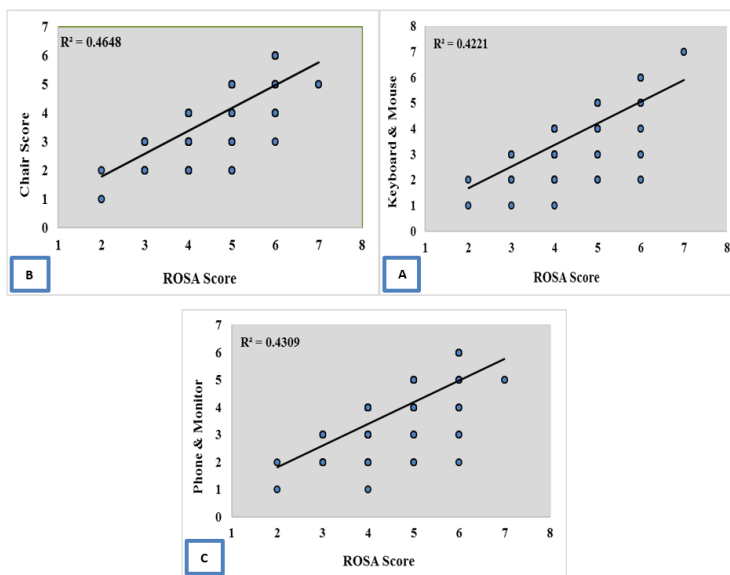 R² = 0.4648
7
6
5
4
3
2
1
0
Chair Score
1 2 3 4 5 6 7 8
ROSA Score
B
R² = 0.4221
8
7
6
5
4
3
2
1
0
Keyboard & Mouse
1 2 3 4 5 6 7 8
ROSA Score
A
R² = 0.4309
7
6
5
4
3
2
1
0
Phone & Monitor
1 2 3 4 5 6 7 8
ROSA Score
C